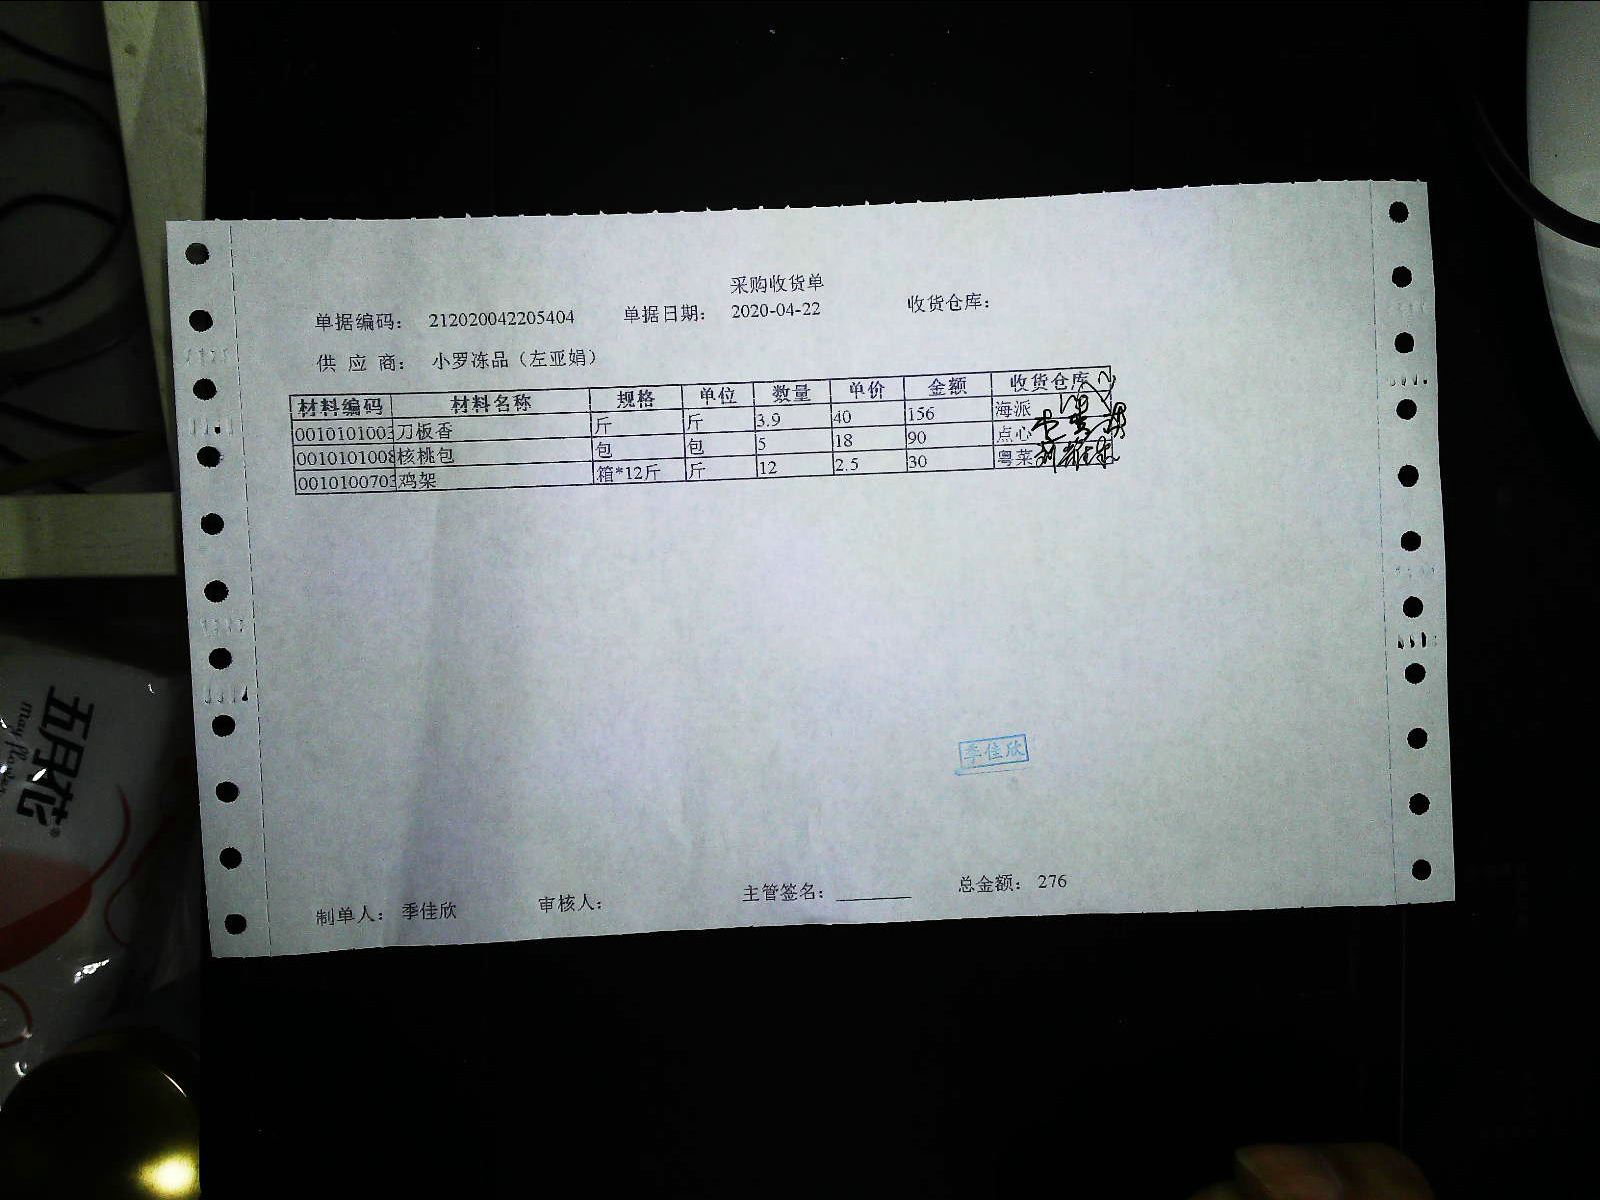 采购收货单
单据编码： 212020042205404 单据日期： 2020-04-22 收货仓库：
供 应 商： 小罗冻品（左亚娟）
材料编码 材料名称 规格 单位 数量 单价 金额 收货仓库
0010101003 刀板香 斤 斤 3.9 40 156 海派
0010101008 核桃包 包 包 5 18 90 点心
0010100703 鸡架 箱*12斤 斤 12 2.5 30 粤菜
季佳欣
制单人： 季佳欣 审核人： 主管签名： 总金额： 276
五月花